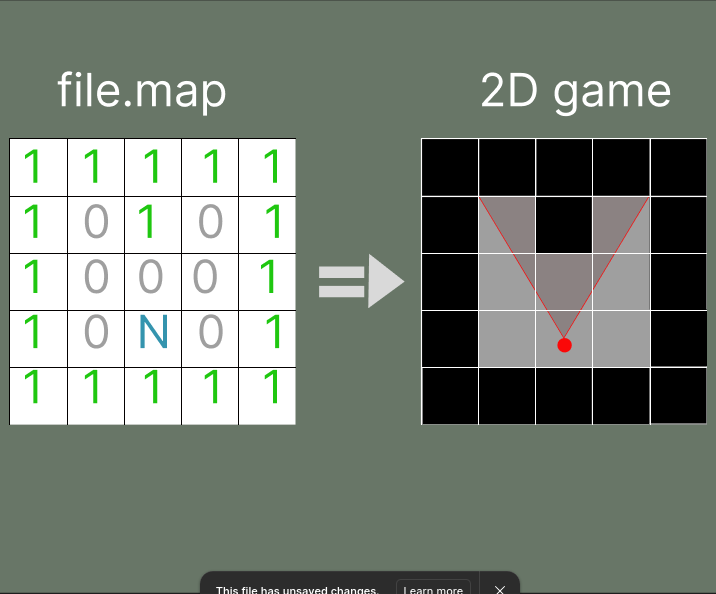 file.map
2D game
1 1 1 1 1
1 0 1 0 1
1 0 0 0 1
1 0 N 0 1
1 1 1 1 1
This file has unsaved changes. Learn more